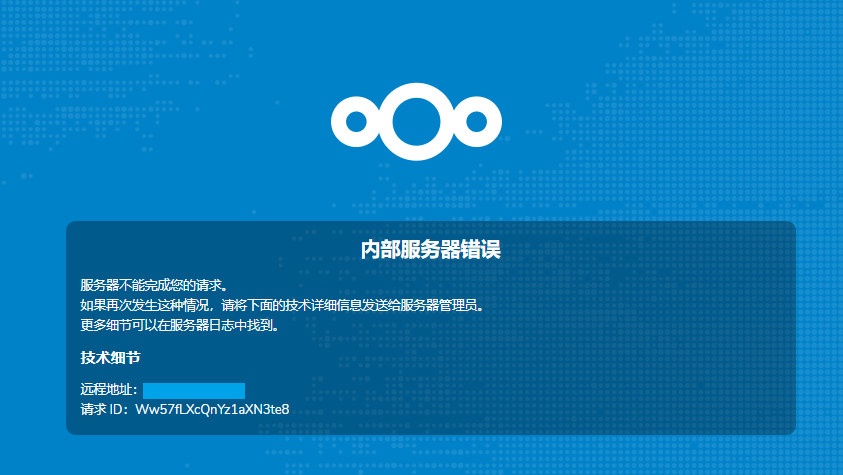 内部服务器错误
服务器不能完成您的请求。
如果再次发生这种情况，请将下面的技术详细信息发送给服务器管理员。
更多细节可以在服务器日志中找到。
技术细节
远程地址：
请求 ID：Ww57fLXcQnYz1aXN3te8